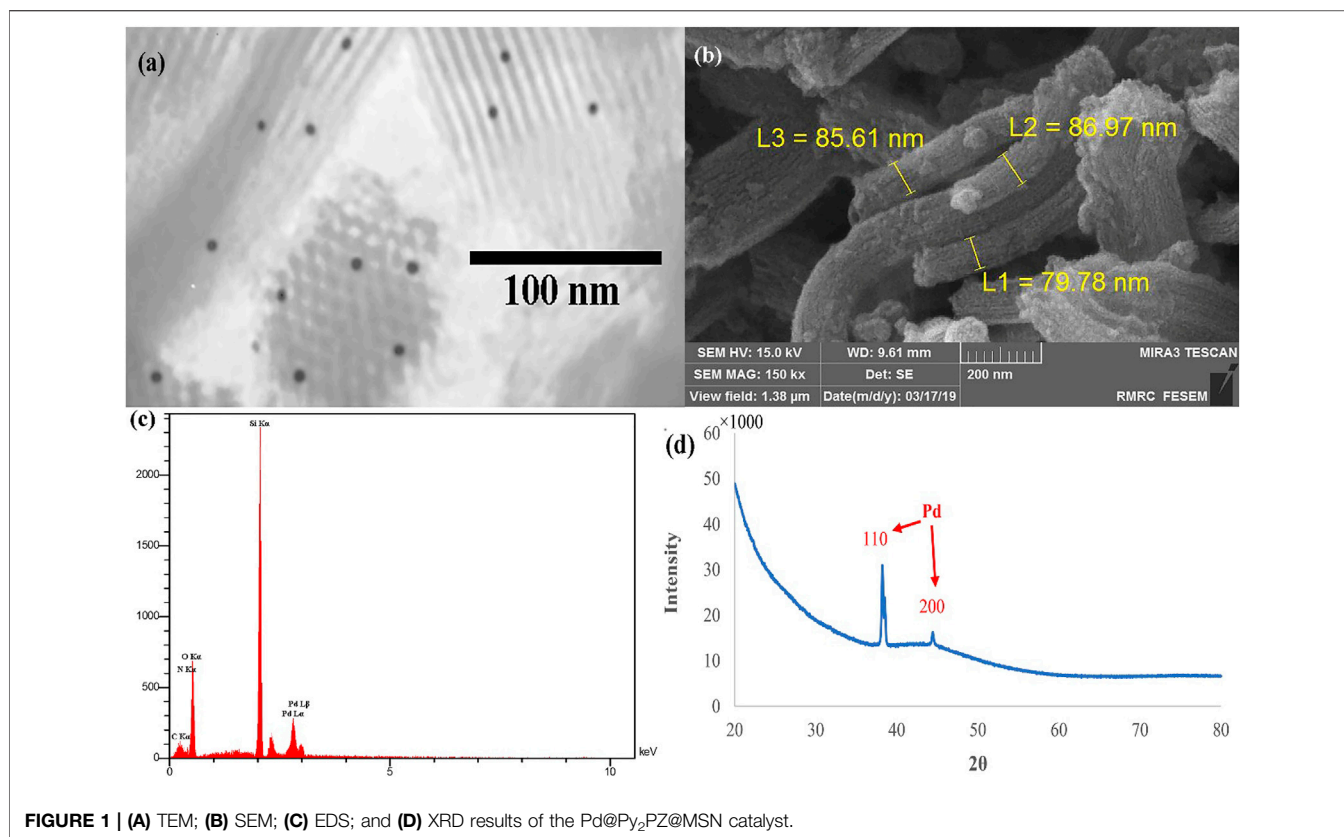 (a)
100 nm
(b)
L3 = 85.61 nm
L2 = 86.97 nm
L1 = 79.78 nm
SEM HV: 15.0 kV WD: 9.61 mm MIRA3 TESCAN
SEM MAG: 150 kx Det: SE 200 nm
View field: 1.38 µm Date(m/d/y): 03/17/19 RMRC FESEM
(c)
Si Kα
2000
1500
1000
O Kα
N Kα
500
Pd Lβ
Pd Lα
C Kα
0
keV
0 5 10
(d)
×1000
60
50
Pd
40
110
Intensity
30
200
20
10
0
20 30 40 50 60 70 80
2θ
FIGURE 1 | (A) TEM; (B) SEM; (C) EDS; and (D) XRD results of the Pd@Py₂PZ@MSN catalyst.